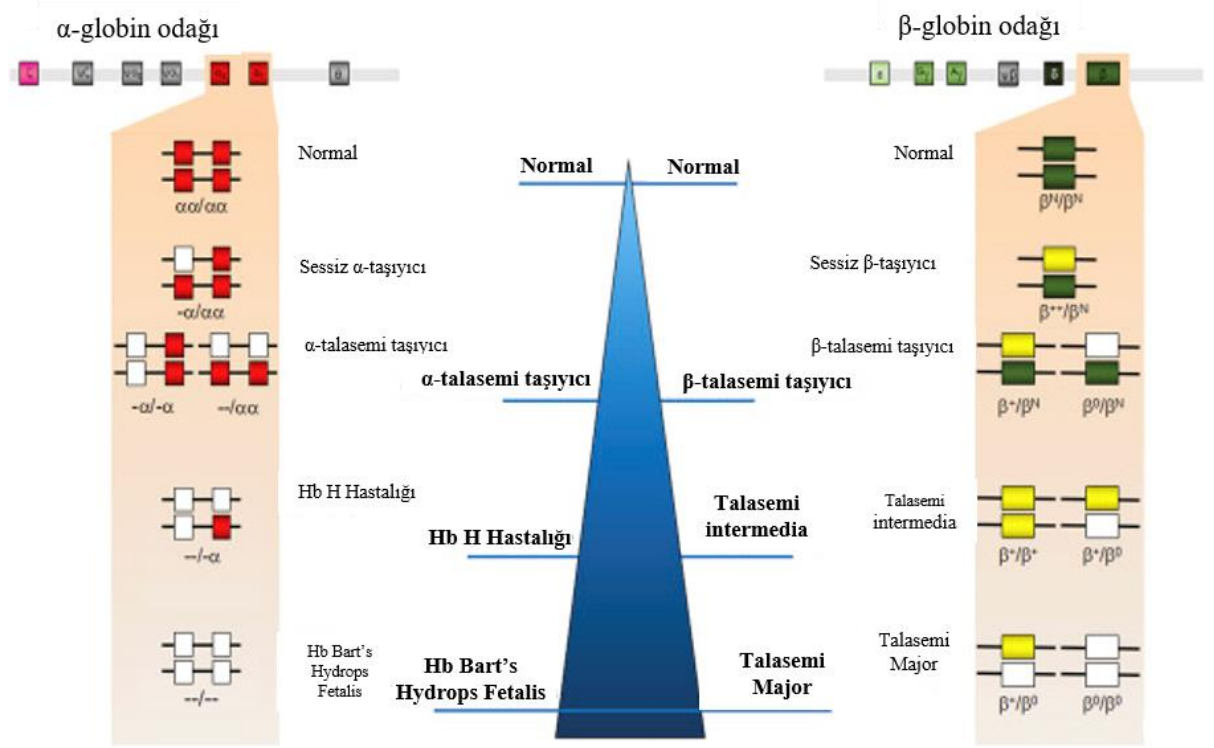 α-globin odağı
β-globin odağı
Normal
αα/αα
Sessiz α-taşıyıcı
-α/αα
α-talasemi taşıyıcı
-α/-α
--/αα
Hb H Hastalığı
--/-α
Hb Bart's
Hydrops
Fetalis
--/--
Normal
Normal
α-talasemi taşıyıcı
β-talasemi taşıyıcı
Hb H Hastalığı
Talasemi
intermedia
Hb Bart's
Hydrops Fetalis
Talasemi
Major
Normal
βᴺ/βᴺ
Sessiz β-taşıyıcı
β⁺⁺/βᴺ
β-talasemi taşıyıcı
β⁺/βᴺ
β⁰/βᴺ
Talasemi
intermedia
β⁺/β⁺
β⁺/β⁰
Talasemi
Major
β⁺/β⁰
β⁰/β⁰